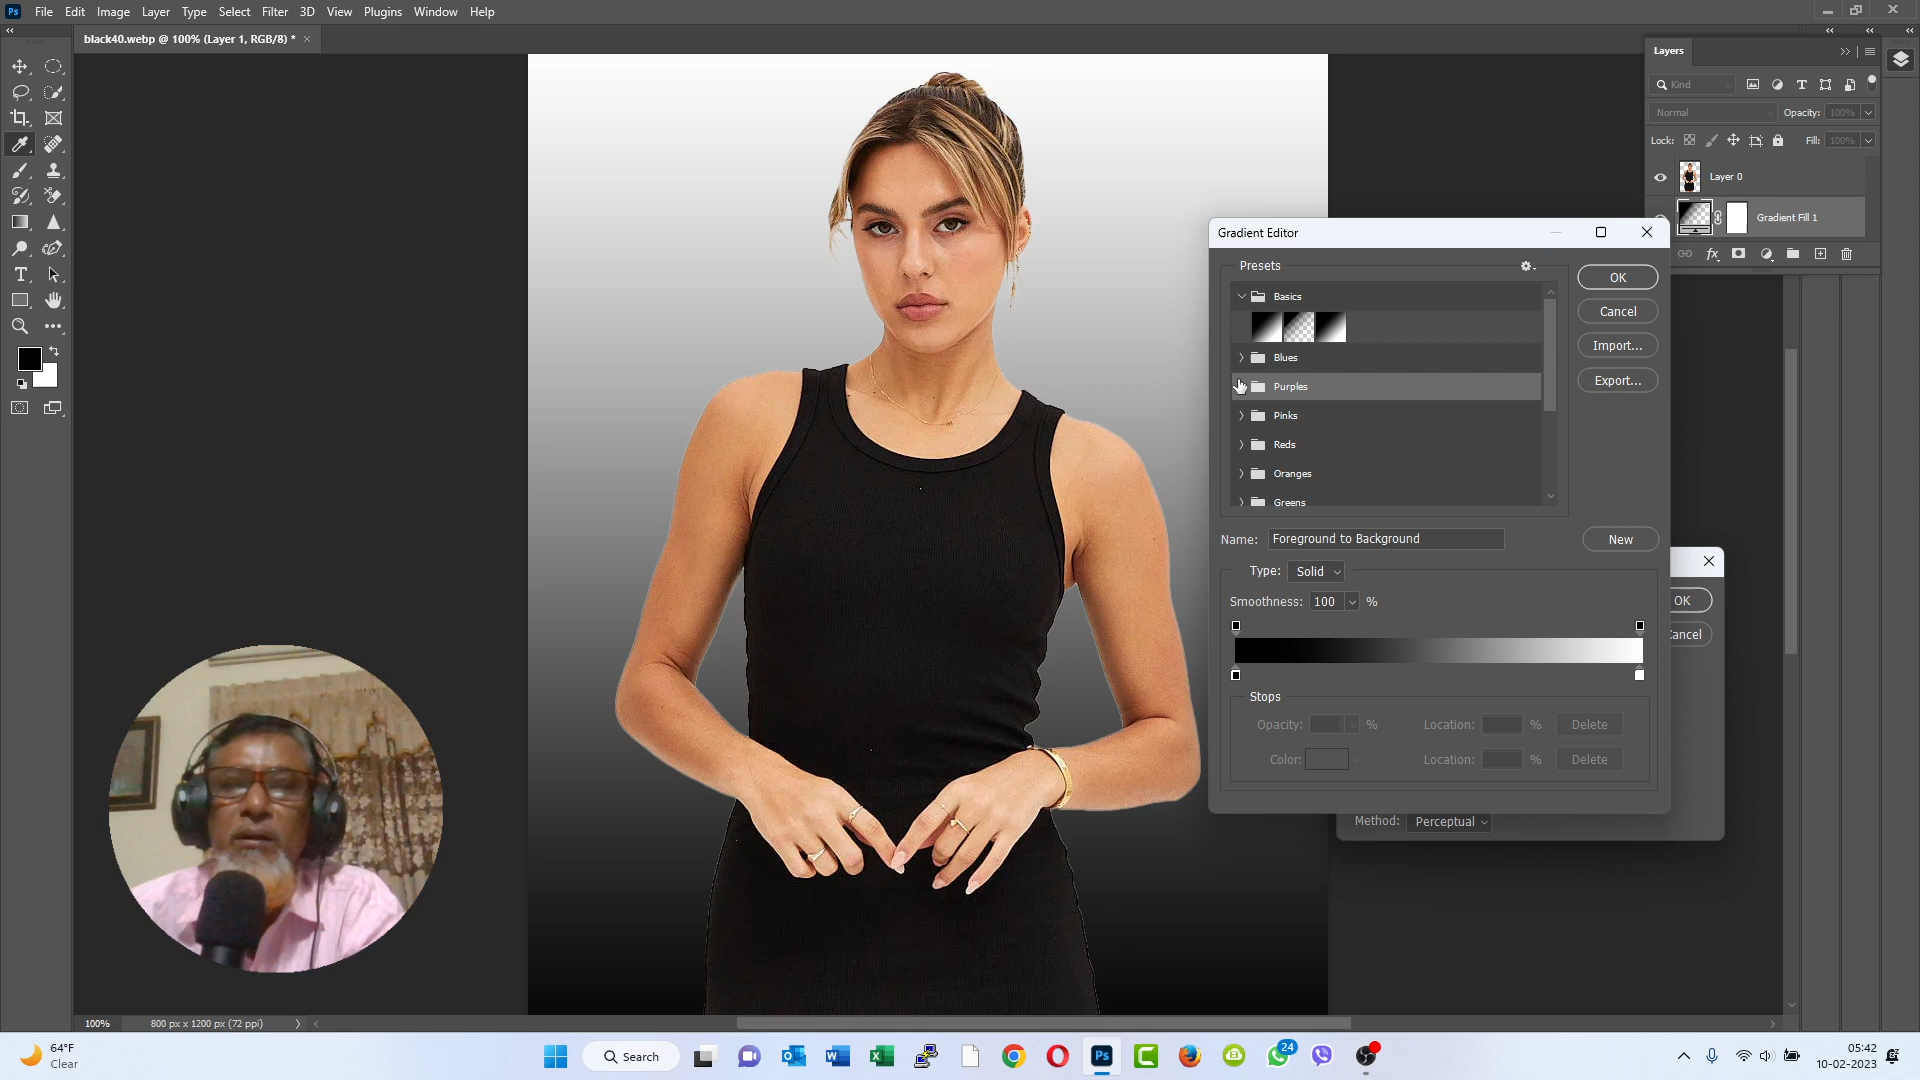 Ps File Edit Image Layer Type Select Filter 3D View Plugins Window Help
black40.webp @ 100% (Layer 1, RGB/8) *
Layers
Kind
Normal Opacity: 100%
Lock: Fill: 100%
Layer 0
Gradient Fill 1
Gradient Editor
Presets
Basics
Blues
Purples
Pinks
Reds
Oranges
Greens
OK
Cancel
Import...
Export...
Name: Foreground to Background New
Type: Solid
Smoothness: 100 %
OK
Cancel
Stops
Opacity: % Location: % Delete
Color: Location: % Delete
Method: Perceptual
100% 800 px x 1200 px (72 ppi)
64°F
Clear
Search
24
05:42
10-02-2023